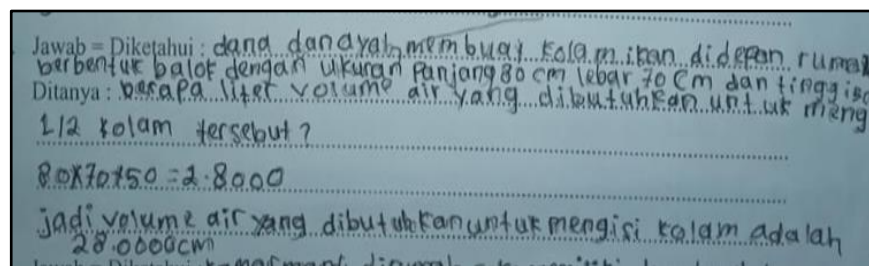 Jawab = Diketahui : dana dan ayah membuat kolam ikan didepan rumah
berbentuk balok dengan ukuran panjang 80 cm lebar 70 cm dan tinggi 50
Ditanya : berapa liter volume air yang dibutuhkan untuk meng
1/2 kolam tersebut?
80x70x50 = 2.8000
jadi volume air yang dibutuhkan untuk mengisi kolam adalah
28.0000cm